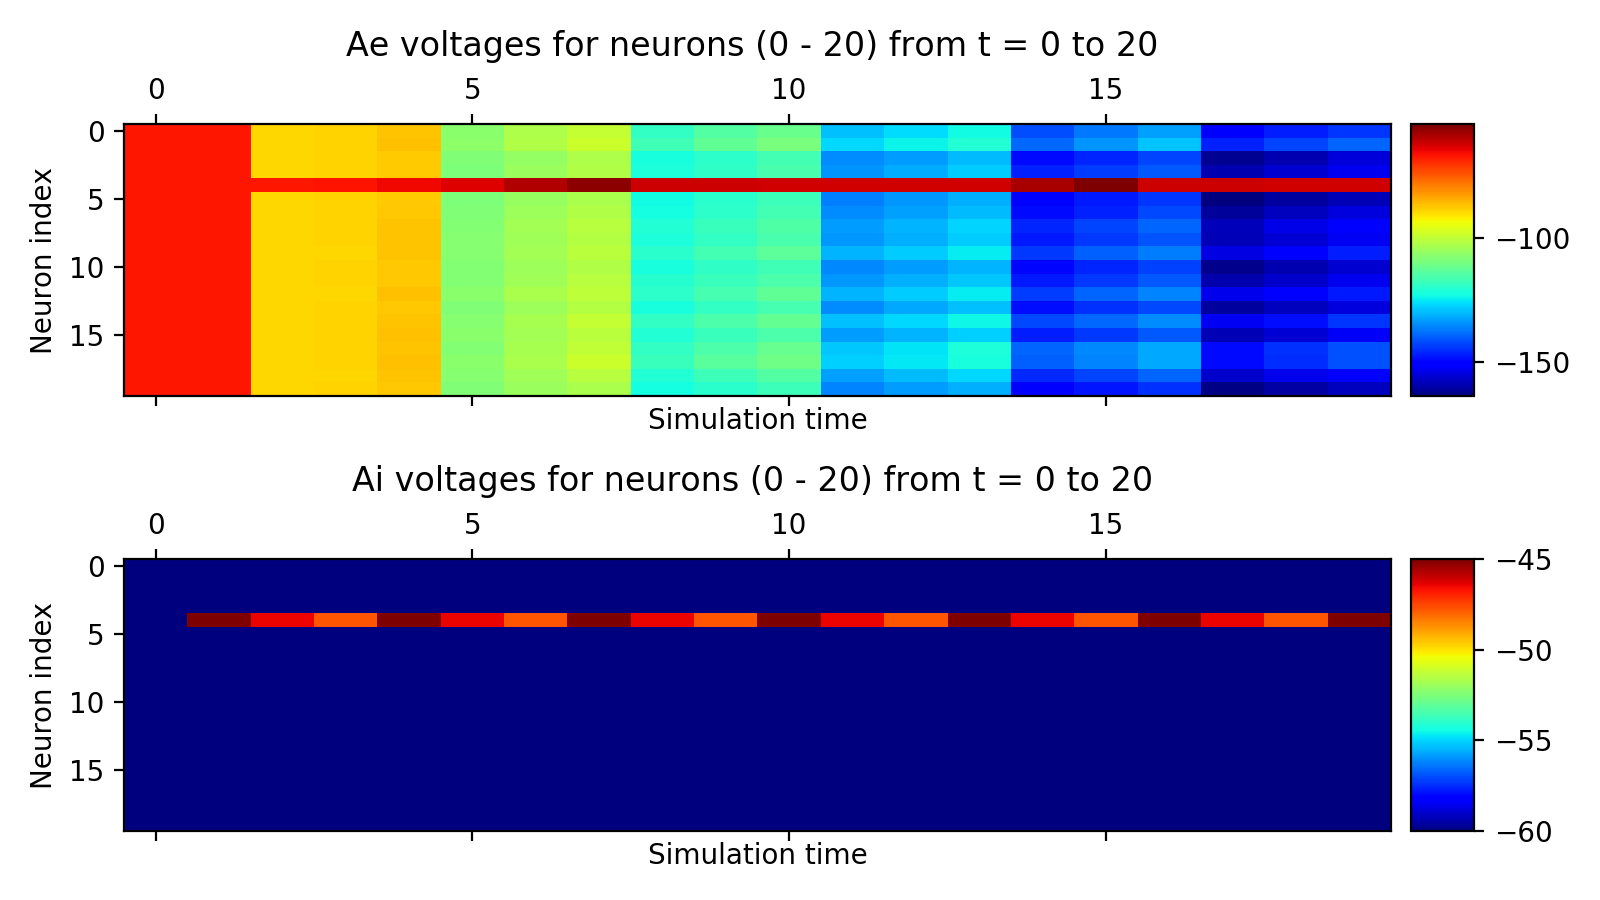 Ae voltages for neurons (0 - 20) from t = 0 to 20
0 5 10 15
Neuron index
0
5
10
15
Simulation time
−100
−150
Ai voltages for neurons (0 - 20) from t = 0 to 20
0 5 10 15
Neuron index
0
5
10
15
Simulation time
−45
−50
−55
−60